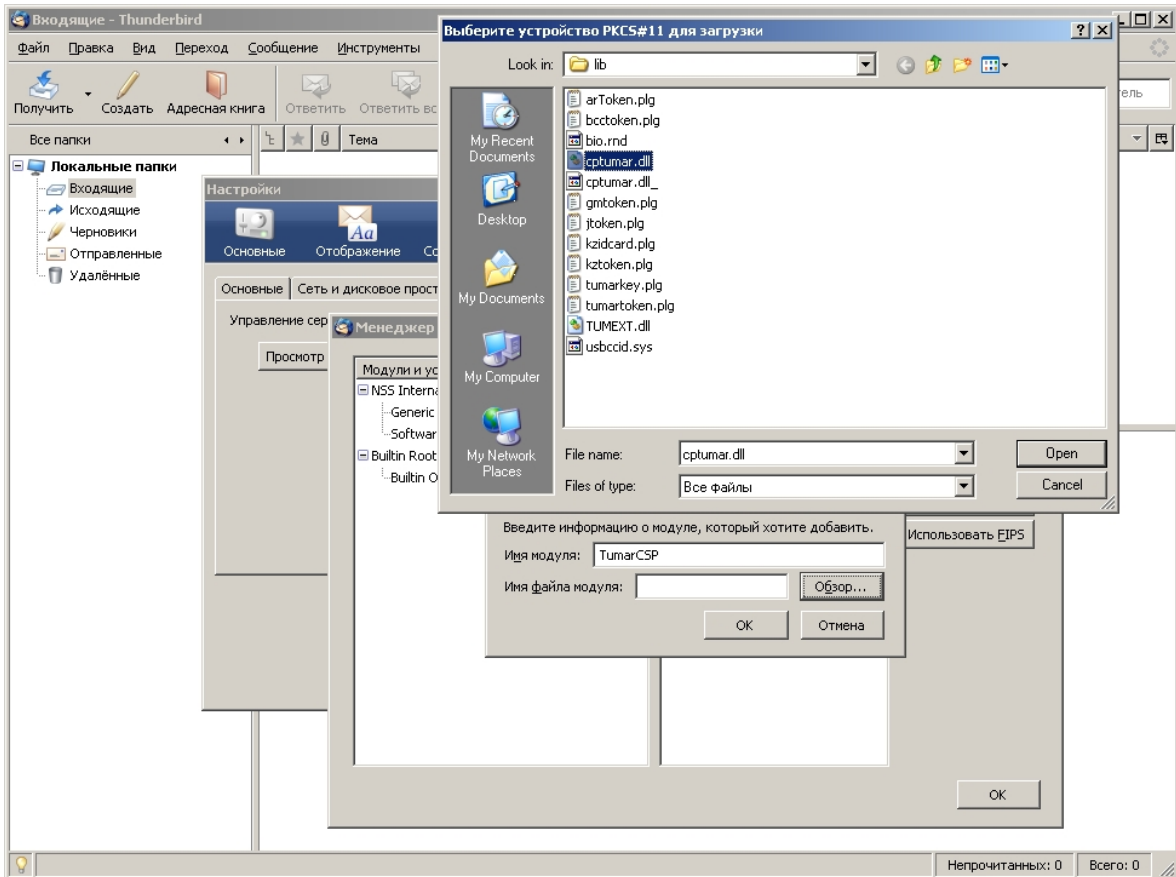 Входящие - Thunderbird
Файл Правка Вид Переход Сообщение Инструменты
Получить Создать Адресная книга Ответить Ответить вс
Все папки
Тема
Локальные папки
Входящие
Исходящие
Черновики
Отправленные
Удалённые
Настройки
Основные Отображение Со
Основные Сеть и дисковое прост
Управление сер
Просмотр
Менеджер
Модули и ус
NSS Interna
Generic
Softwar
Builtin Root
Builtin O
Выберите устройство PKCS#11 для загрузки
Look in: lib
My Recent Documents
Desktop
My Documents
My Computer
My Network Places
arToken.plg
bcctoken.plg
bio.rnd
cptumar.dll
cptumar.dll_
gmtoken.plg
jtoken.plg
kzidcard.plg
kztoken.plg
tumarkey.plg
tumartoken.plg
TUMEXT.dll
usbccid.sys
File name: cptumar.dll Open
Files of type: Все файлы Cancel
тель
Введите информацию о модуле, который хотите добавить.
Имя модуля: TumarCSP
Имя файла модуля: Обзор...
OK Отмена
Использовать FIPS
OK
Непрочитанных: 0 Всего: 0